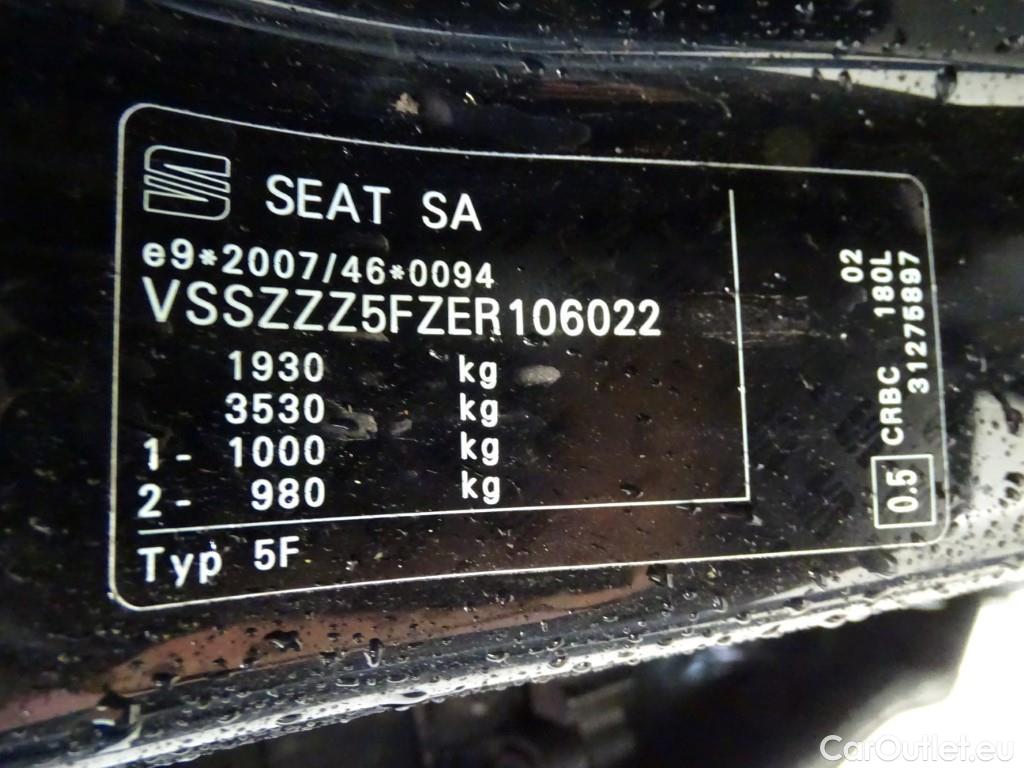 SEAT SA
e9*2007/46*0094
VSSZZZ5FZER106022
1930 kg
3530 kg
1- 1000 kg
2- 980 kg
Typ 5F
02
0.5 CRBC 180L
31275897
CarOutlet.eu